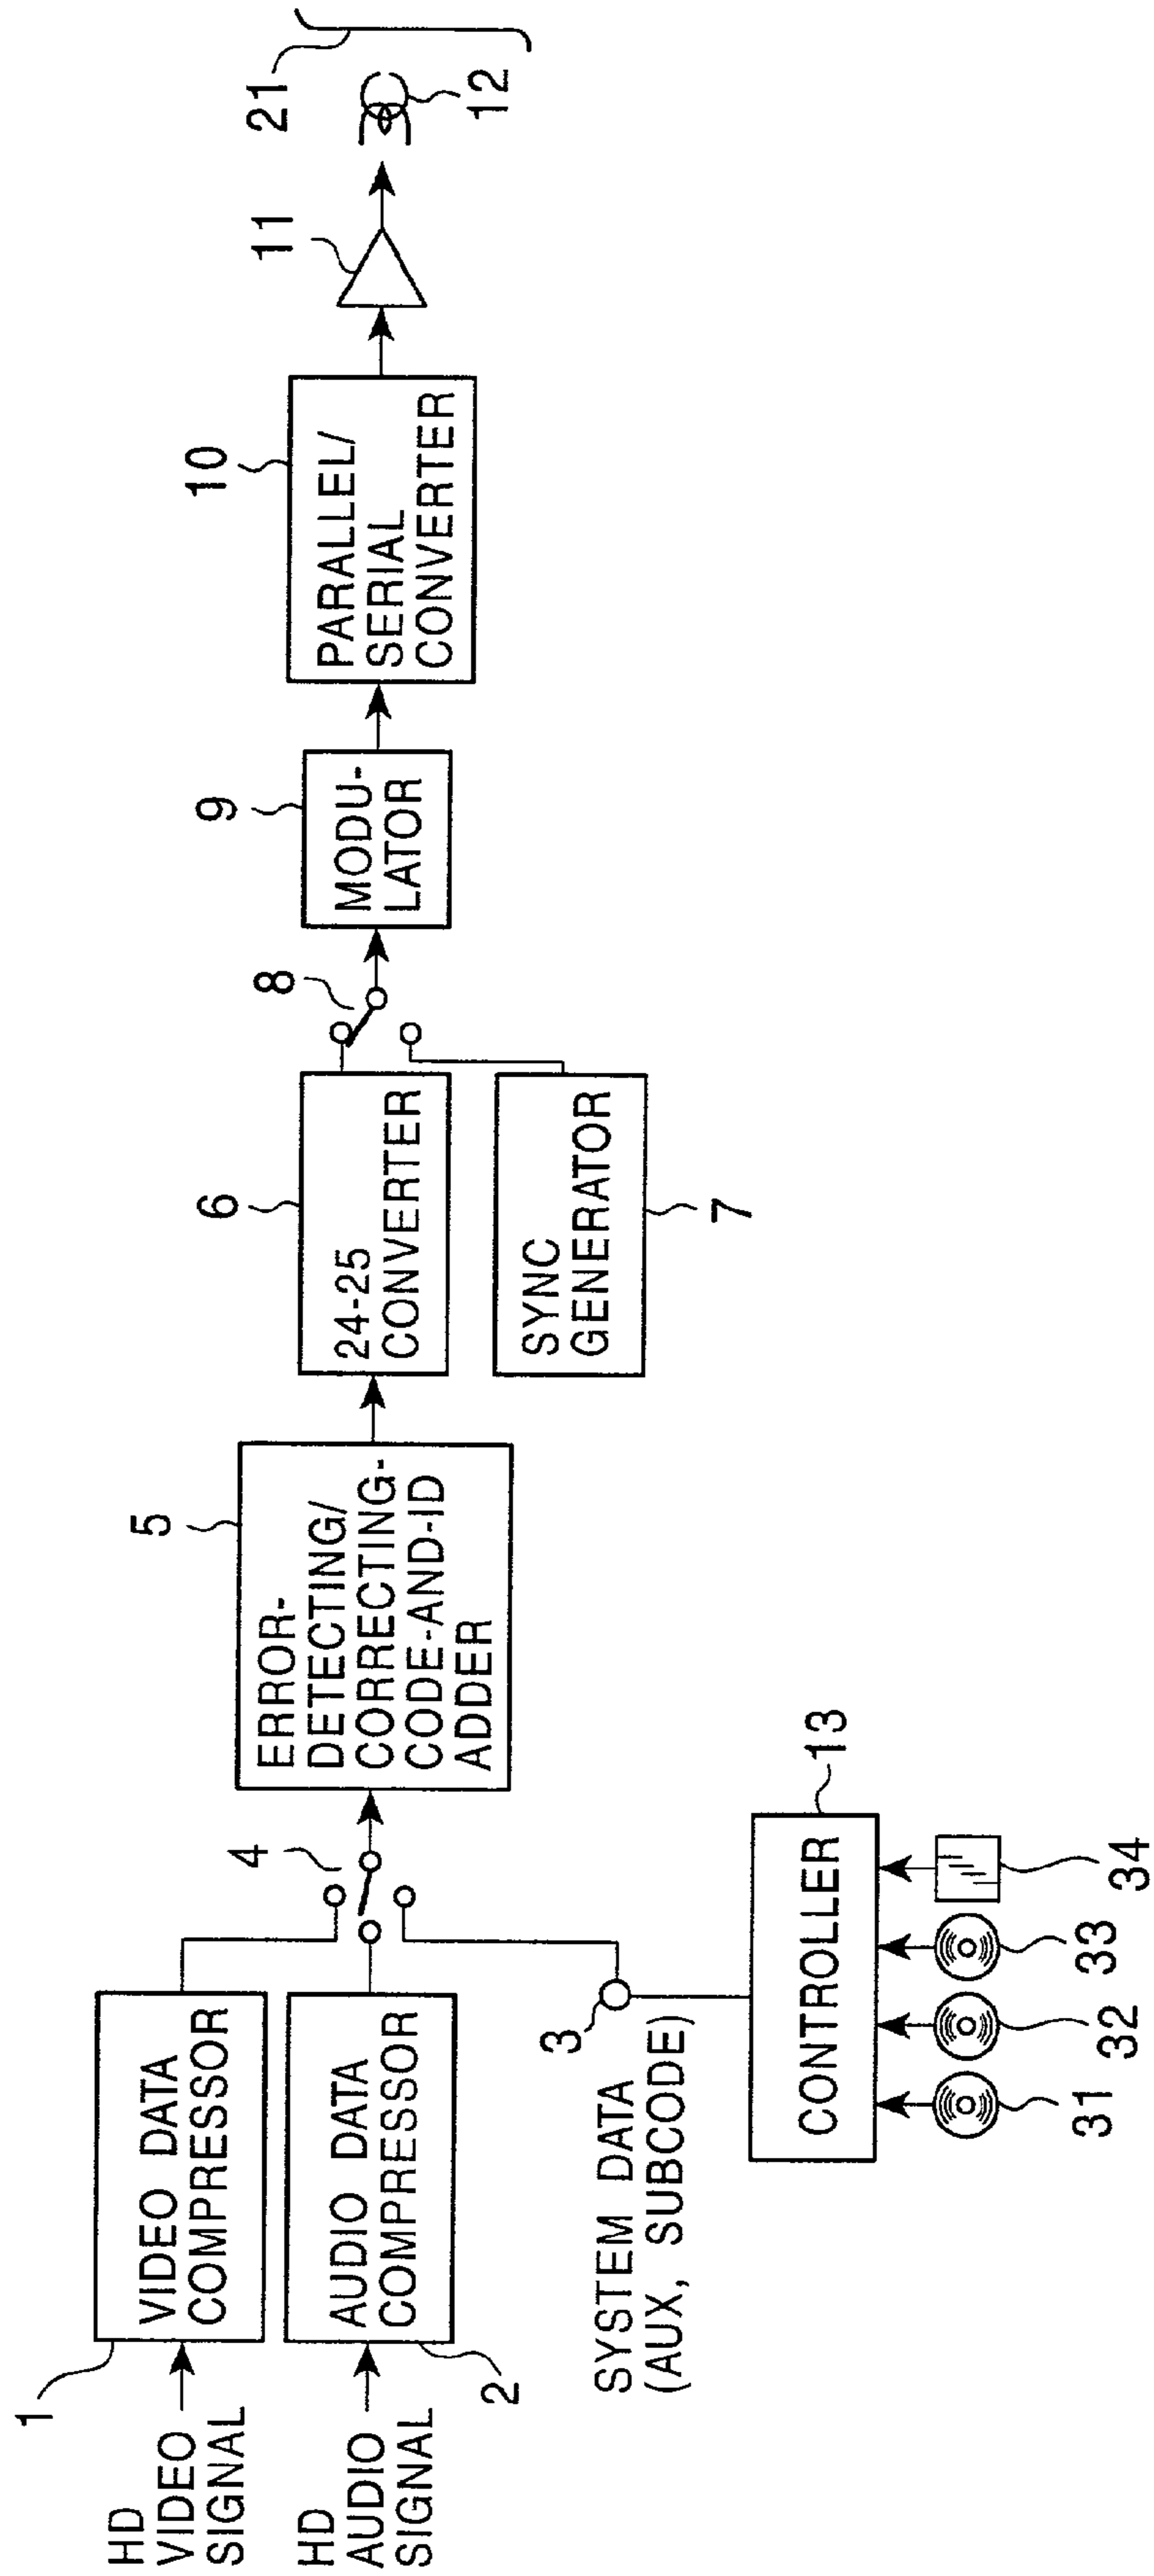 HD
VIDEO
SIGNAL
1
VIDEO DATA
COMPRESSOR
HD
AUDIO
SIGNAL
2
AUDIO DATA
COMPRESSOR
SYSTEM DATA
(AUX, SUBCODE)
3
4
CONTROLLER
13
31
32
33
34
5
ERROR-
DETECTING/
CORRECTING-
CODE-AND-ID
ADDER
6
24-25
CONVERTER
SYNC
GENERATOR
7
8
9
MODU-
LATOR
10
PARALLEL/
SERIAL
CONVERTER
11
12
21